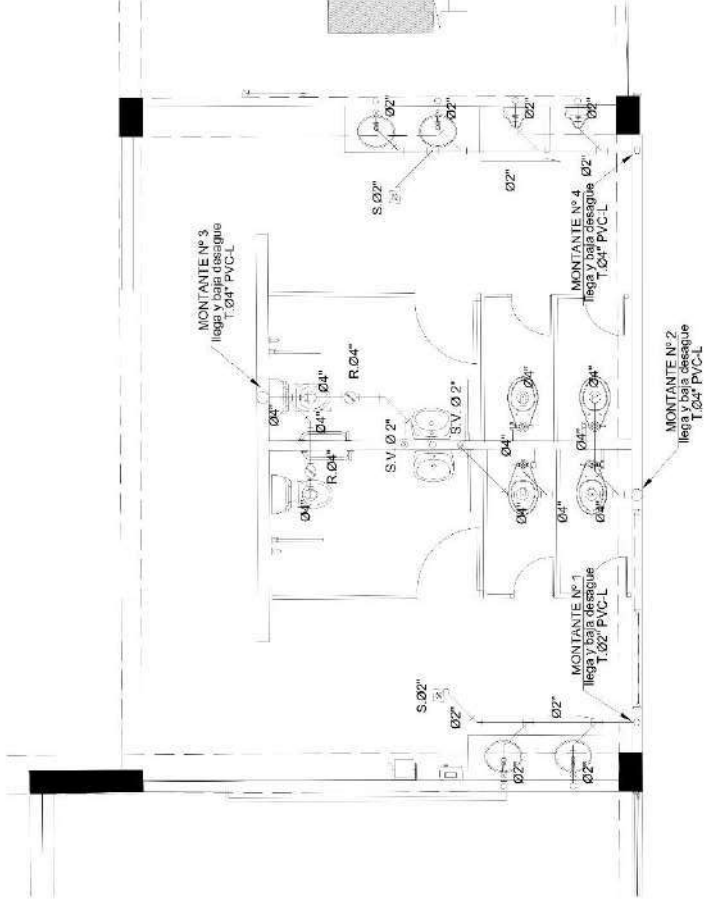 MONTANTE Nº 3
llega y baja desague
T.Ø4" PVC-L
Ø4"
Ø4"
Ø4"
R.Ø4"
R.Ø4"
Ø4"
S.V. Ø 2"
S.V. Ø 2"
S.Ø2"
Ø2"
Ø2"
Ø2"
Ø2"
Ø2"
Ø2"
S.Ø2"
Ø2"
Ø2"
Ø2"
Ø2"
Ø4"
Ø4"
Ø4"
Ø4"
Ø4"
Ø4"
Ø4"
Ø4"
MONTANTE Nº 1
llega y baja desague
T.Ø2" PVC-L
MONTANTE Nº 2
llega y baja desague
T.Ø4" PVC-L
MONTANTE Nº 4
llega y baja desague
T.Ø4" PVC-L